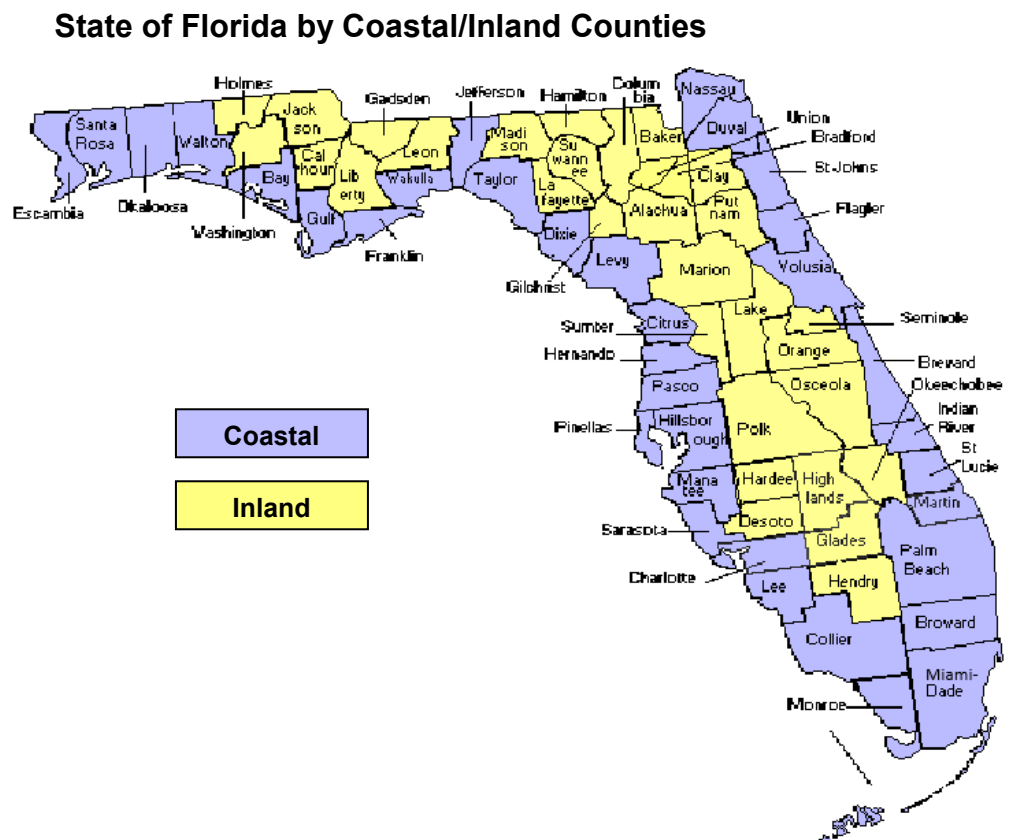 State of Florida by Coastal/Inland Counties
Holmes
Jack
son
Gadsden
Jefferson
Hamilton
Colum
bia
Nassau
Santa
Rosa
Walton
Cal
houn
Lib
erty
Leon
Madi
son
Su
wann
ee
Baker
Duval
Union
Bradford
Bay
Wakulla
Taylor
La
fayette
Clay
St Johns
Escambia
Okaloosa
Washington
Gulf
Franklin
Dixie
Alachua
Put
nam
Flagler
Gilchrist
Levy
Marion
Volusia
Sumter
Citrus
Lake
Seminole
Hernando
Orange
Brevard
Pasco
Osceola
Okeechobee
Pinellas
Hillsbor
ough
Polk
Indian
River
St
Lucie
Coastal
Inland
Mana
tee
Hardee
High
lands
Martin
Sarasota
Desoto
Glades
Palm
Beach
Charlotte
Lee
Hendry
Collier
Broward
Miami-
Dade
Monroe